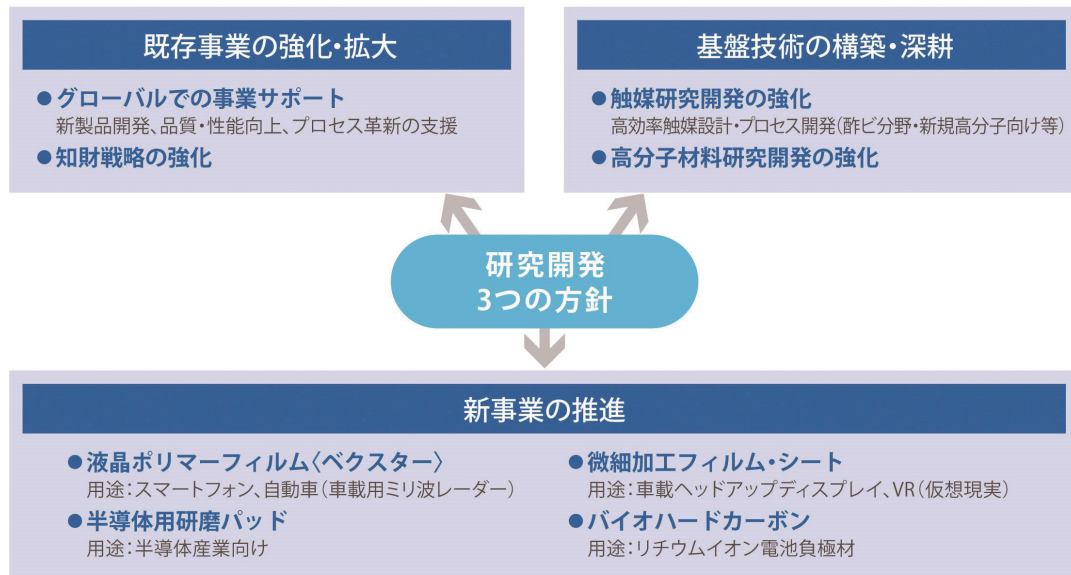 既存事業の強化・拡大
●グローバルでの事業サポート
新製品開発、品質・性能向上、プロセス革新の支援
●知財戦略の強化
基盤技術の構築・深耕
●触媒研究開発の強化
高効率触媒設計・プロセス開発(酢ビ分野・新規高分子向け等)
●高分子材料研究開発の強化
研究開発
3つの方針
新事業の推進
●液晶ポリマーフィルム〈ベクスター〉
用途:スマートフォン、自動車(車載用ミリ波レーダー)
●半導体用研磨パッド
用途:半導体産業向け
●微細加工フィルム・シート
用途:車載ヘッドアップディスプレイ、VR(仮想現実)
●バイオハードカーボン
用途:リチウムイオン電池負極材